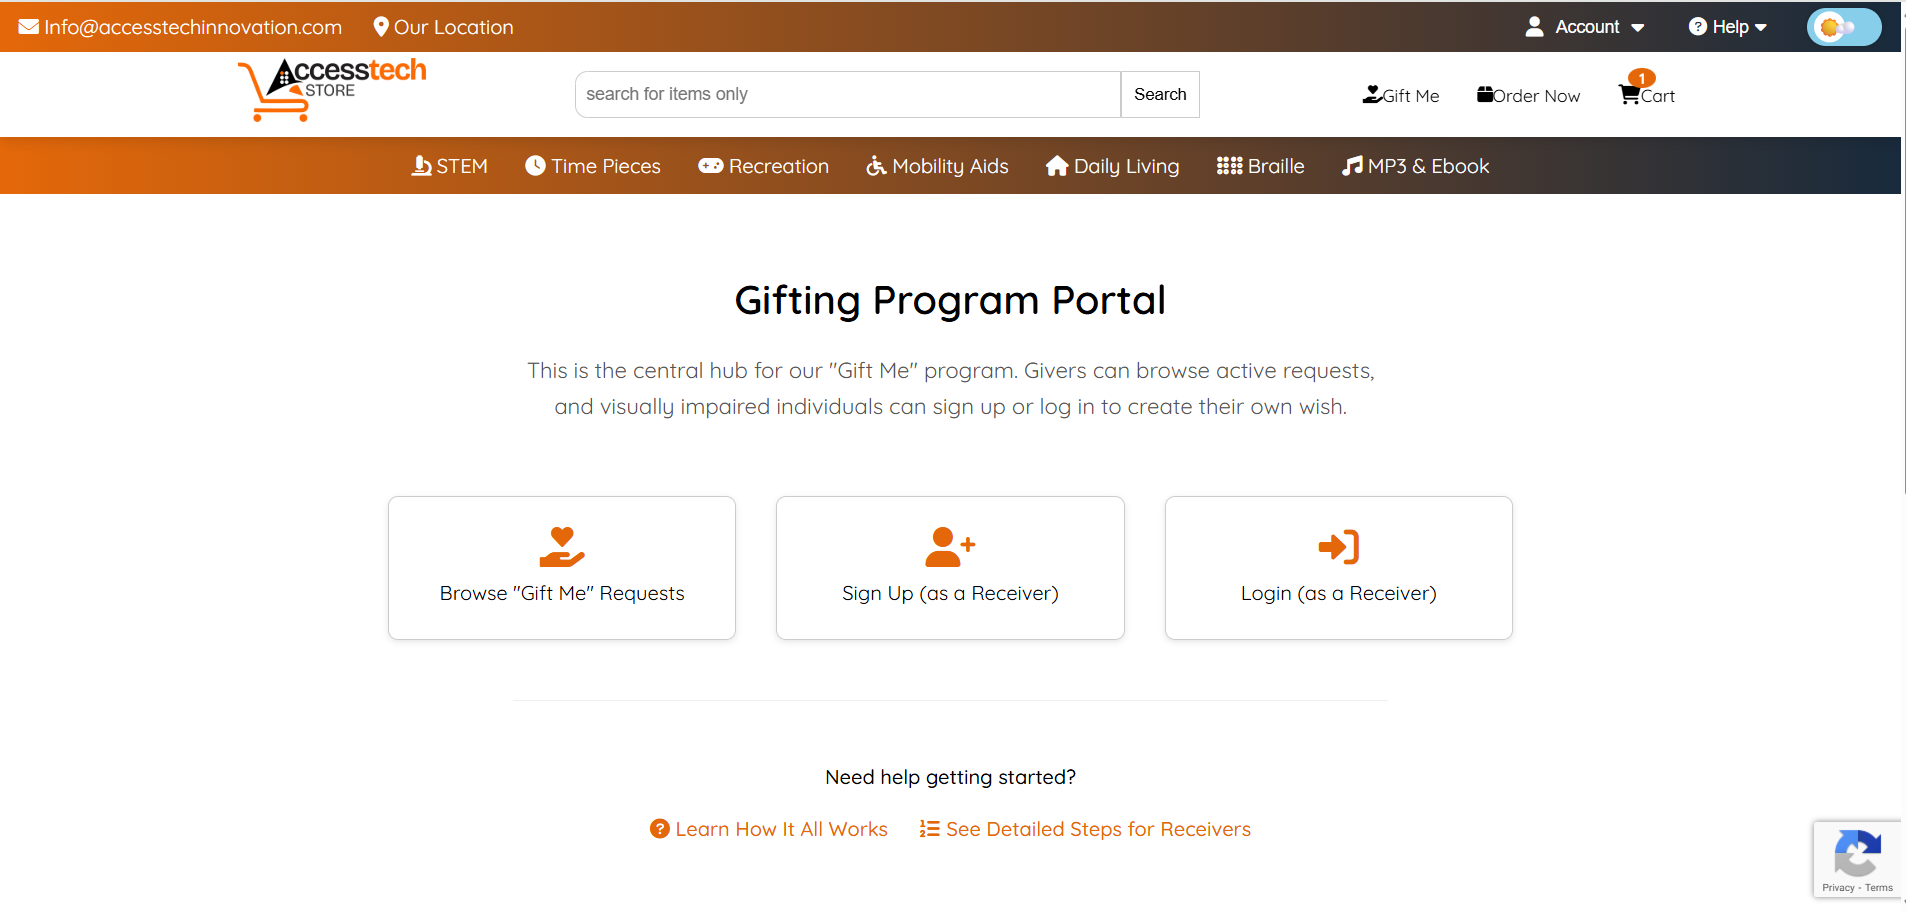 Info@accesstechinnovation.com
Our Location
Account
Help
Accesstech
STORE
search for items only
Search
Gift Me
Order Now
1
Cart
STEM
Time Pieces
Recreation
Mobility Aids
Daily Living
Braille
MP3 & Ebook
Gifting Program Portal
This is the central hub for our "Gift Me" program. Givers can browse active requests,
and visually impaired individuals can sign up or log in to create their own wish.
Browse "Gift Me" Requests
Sign Up (as a Receiver)
Login (as a Receiver)
Need help getting started?
Learn How It All Works
See Detailed Steps for Receivers
Privacy - Terms